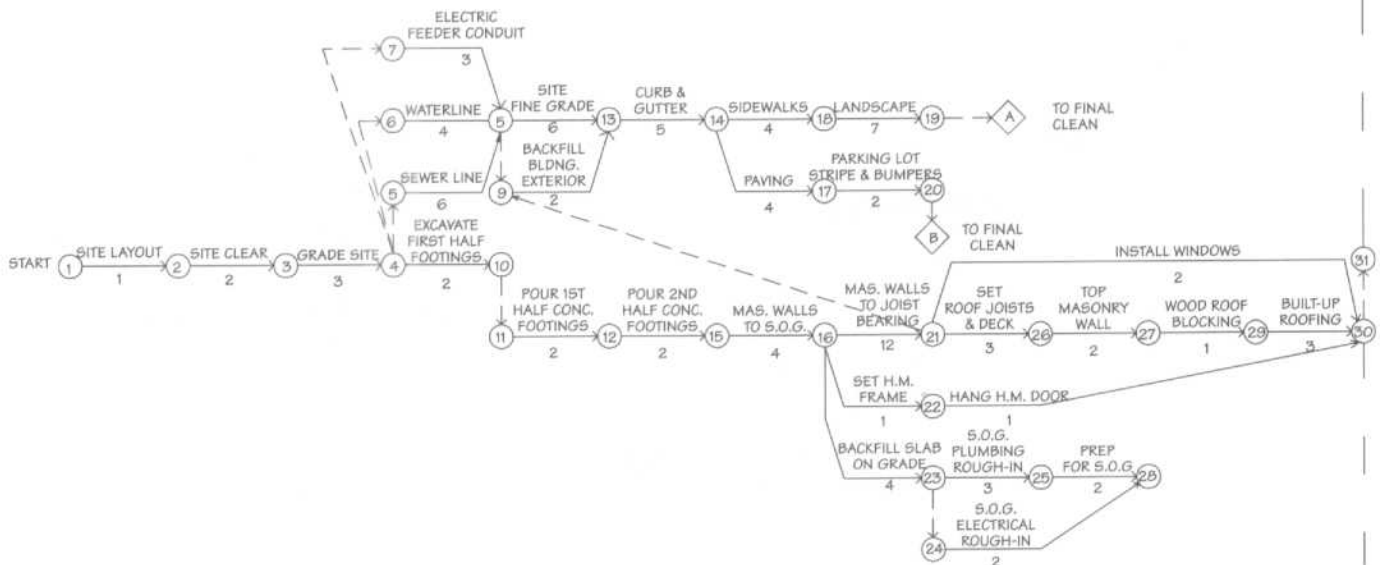 ELECTRIC
FEEDER CONDUIT
7
3
SITE
FINE GRADE
CURB &
GUTTER
WATERLINE
SIDEWALKS
LANDSCAPE
6
4
5
6
13
5
14
4
18
7
19
A
TO FINAL
CLEAN
BACKFILL
BLDNG.
EXTERIOR
PARKING LOT
STRIPE & BUMPERS
SEWER LINE
PAVING
5
6
9
2
4
17
2
20
EXCAVATE
FIRST HALF
FOOTINGS
B
TO FINAL
CLEAN
START
1
SITE LAYOUT
1
2
SITE CLEAR
2
3
GRADE SITE
3
4
2
10
INSTALL WINDOWS
2
31
POUR 1ST
HALF CONC.
FOOTINGS
POUR 2ND
HALF CONC.
FOOTINGS
MAS. WALLS
TO S.O.G.
MAS. WALLS
TO JOIST
BEARING
SET
ROOF JOISTS
& DECK
TOP
MASONRY
WALL
WOOD ROOF
BLOCKING
BUILT-UP
ROOFING
11
2
12
2
15
4
16
12
21
3
26
2
27
1
29
3
30
SET H.M.
FRAME
1
22
HANG H.M. DOOR
1
BACKFILL SLAB
ON GRADE
4
23
S.O.G.
PLUMBING
ROUGH-IN
3
25
PREP
FOR S.O.G.
2
28
S.O.G.
ELECTRICAL
ROUGH-IN
24
2